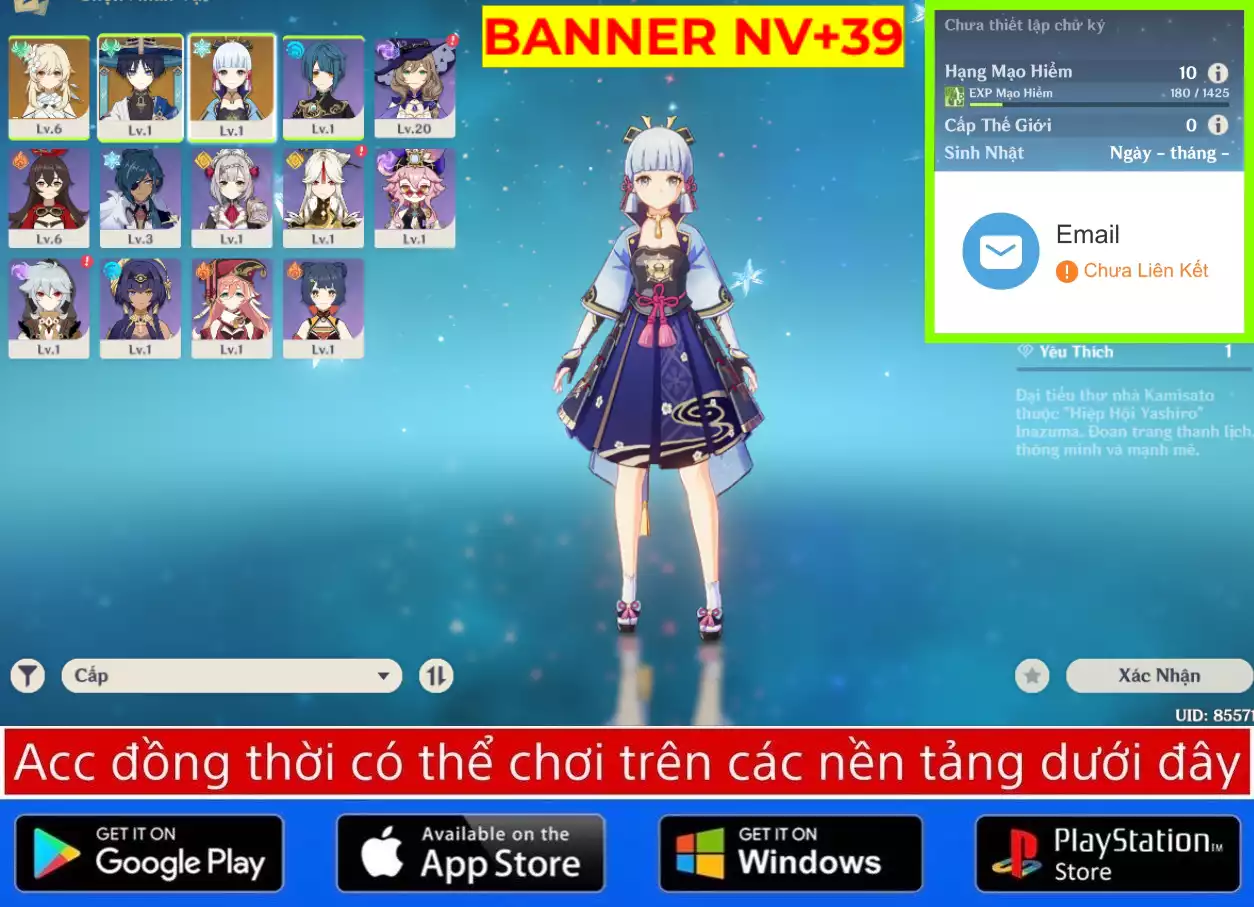 BANNER NV+39
Chưa thiết lập chữ ký
Hạng Mạo Hiểm 10
EXP Mạo Hiểm 180 / 1425
Cấp Thế Giới 0
Sinh Nhật Ngày – tháng –
Email
! Chưa Liên Kết
Lv.6 Lv.1 Lv.1 Lv.1 Lv.20
Lv.6 Lv.3 Lv.1 Lv.1 Lv.1
Lv.1 Lv.1 Lv.1 Lv.1
Yêu Thích 1
Đại tiểu thư nhà Kamisato
thuộc "Hiệp Hội Yashiro"
Inazuma. Đoan trang thanh lịch,
thông minh và mạnh mẽ.
Cấp
Xác Nhận
UID: 85571
Acc đồng thời có thể chơi trên các nền tảng dưới đây
GET IT ON
Google Play
Available on the
App Store
GET IT ON
Windows
PlayStation™
Store